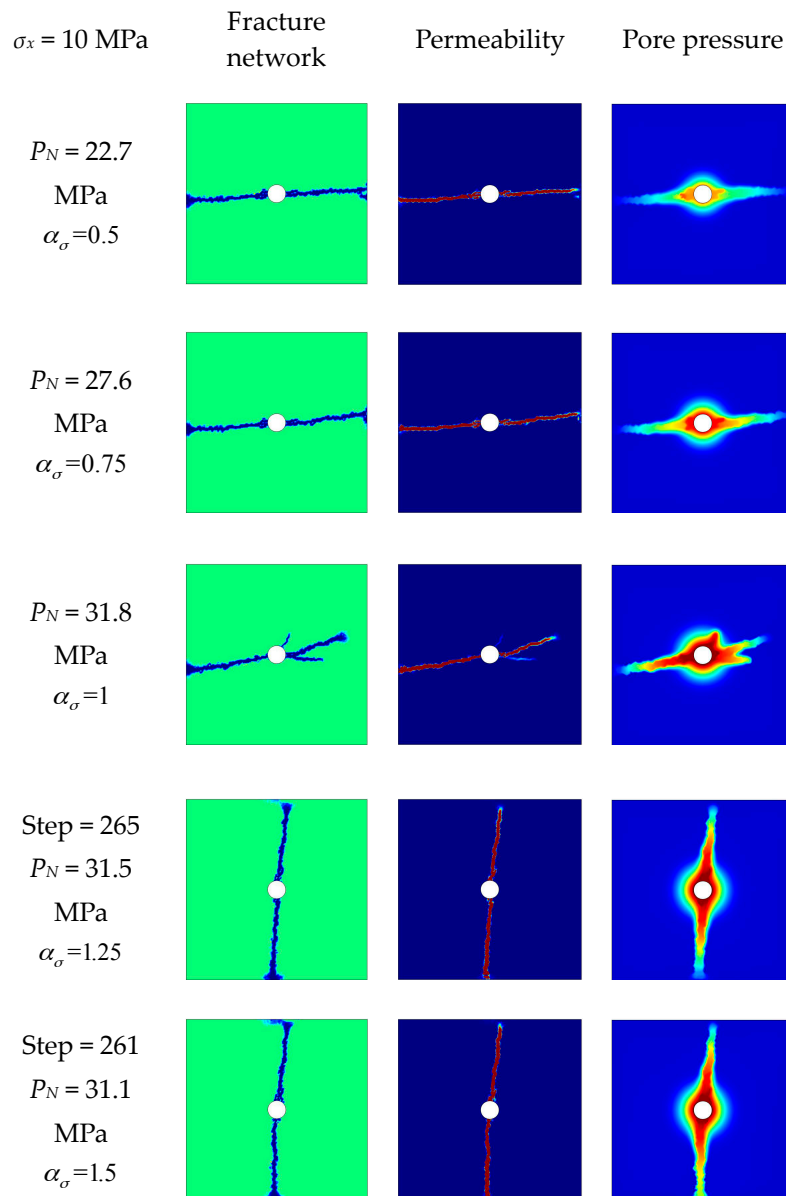 σx = 10 MPa
Fracture
network
Permeability
Pore pressure
PN = 22.7
MPa
ασ=0.5
PN = 27.6
MPa
ασ=0.75
PN = 31.8
MPa
ασ=1
Step = 265
PN = 31.5
MPa
ασ=1.25
Step = 261
PN = 31.1
MPa
ασ=1.5